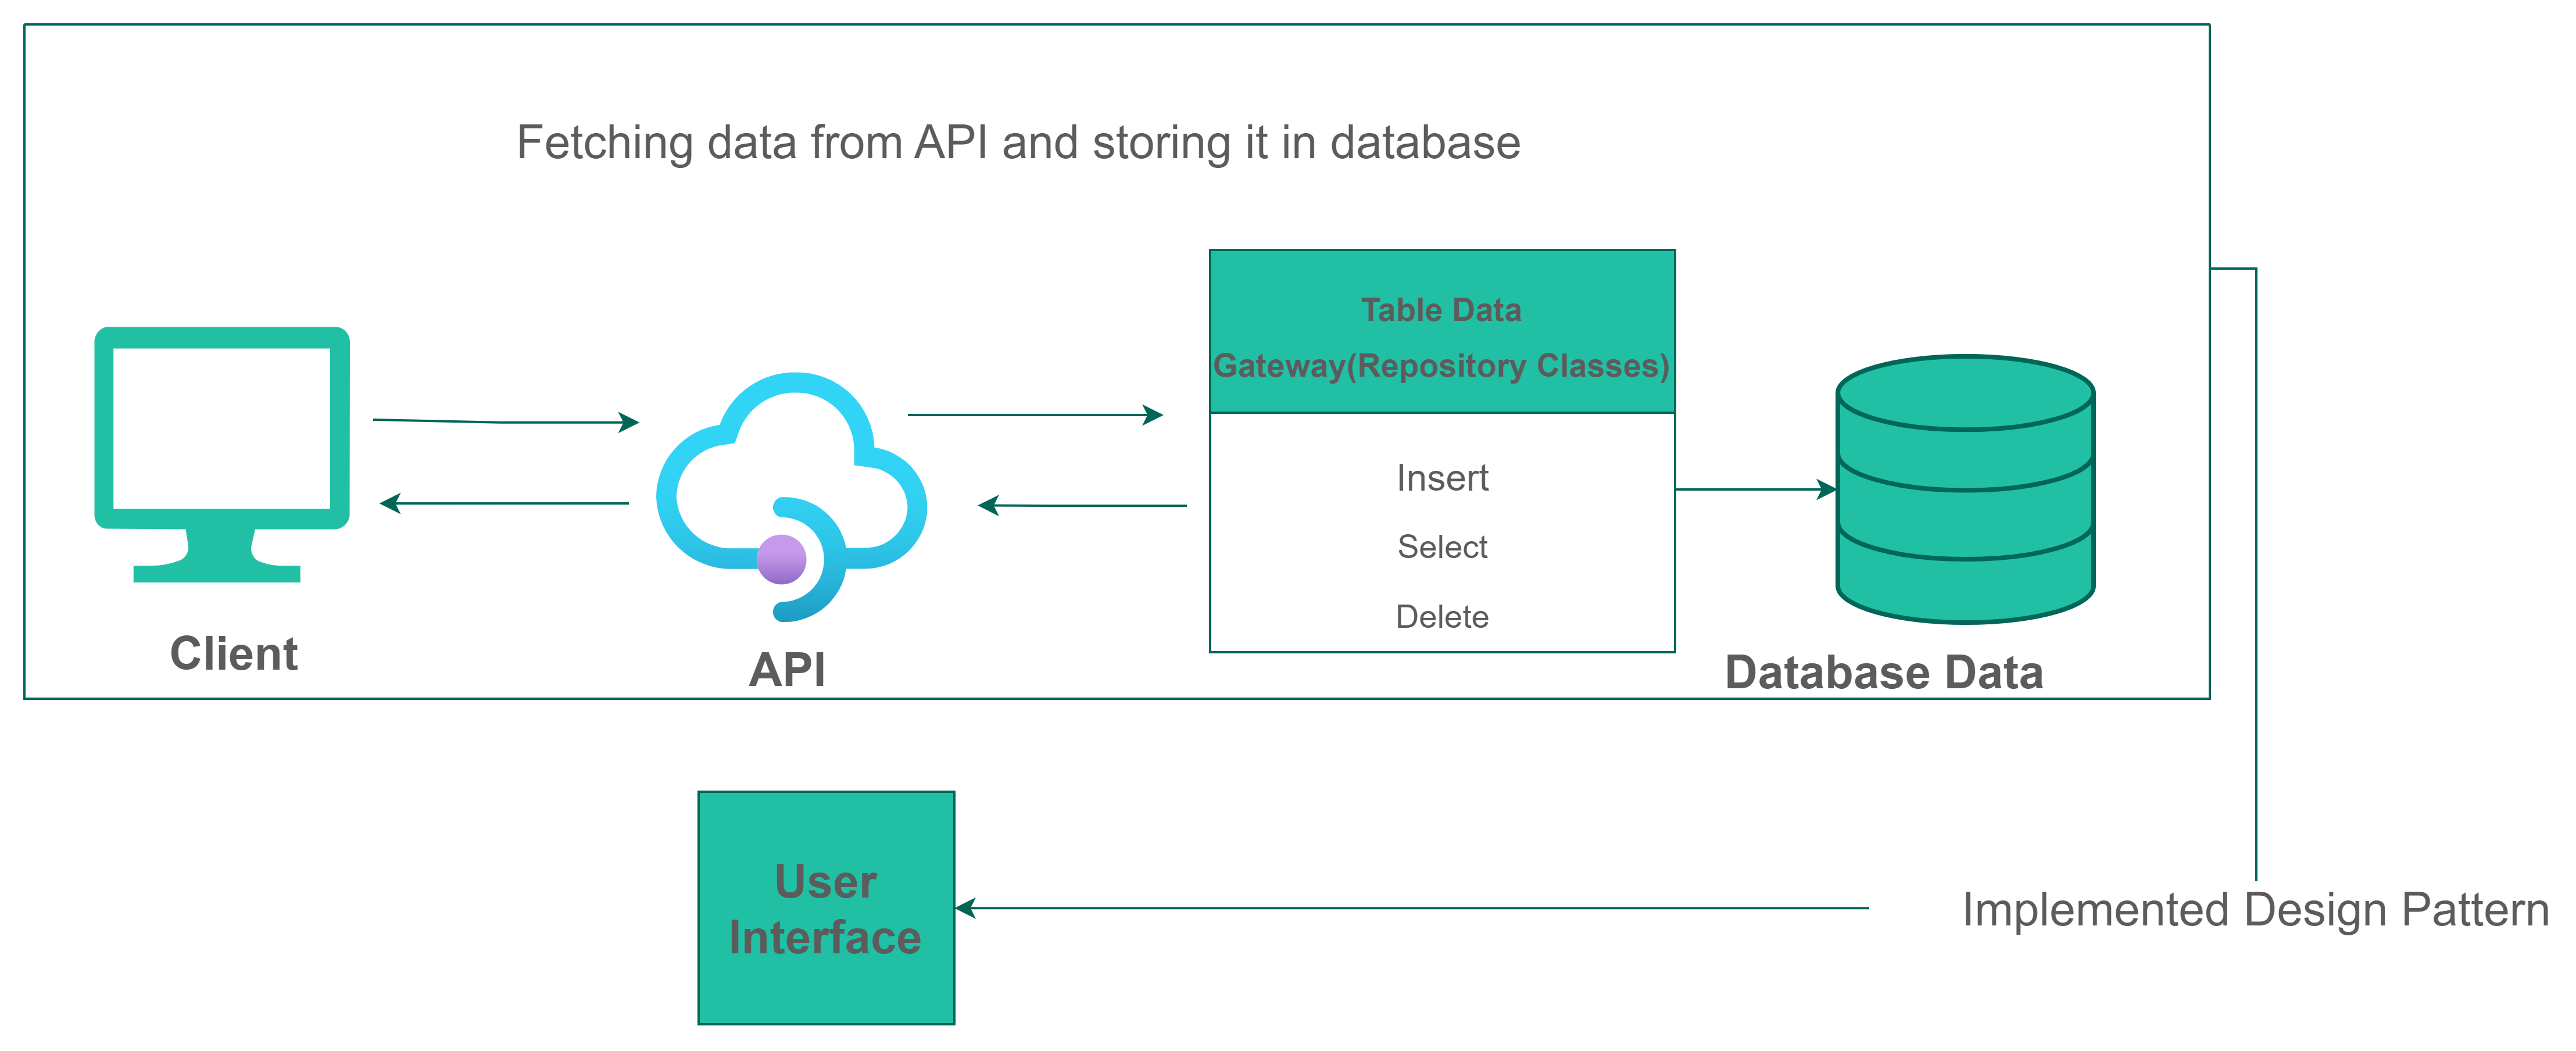 Fetching data from API and storing it in database
Table Data
Gateway(Repository Classes)
Insert
Select
Delete
Client
API
Database Data
User
Interface
Implemented Design Pattern